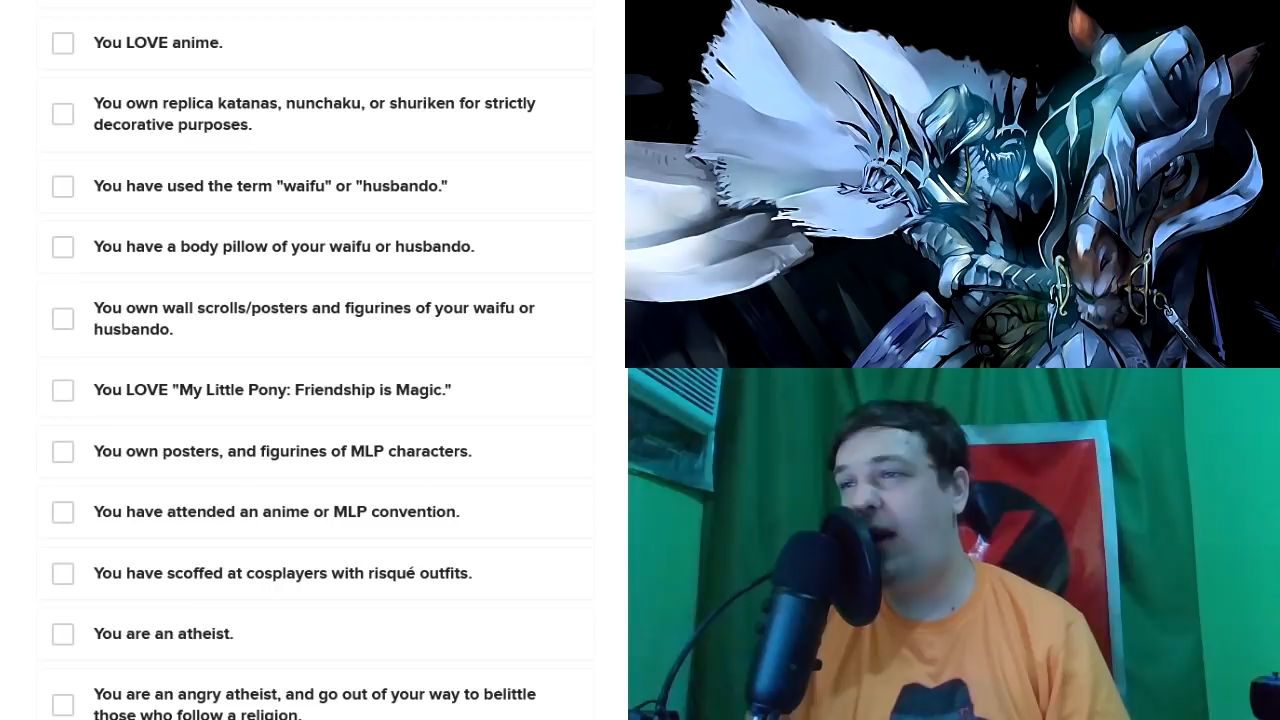 You LOVE anime.
You own replica katanas, nunchaku, or shuriken for strictly
decorative purposes.
You have used the term "waifu" or "husbando."
You have a body pillow of your waifu or husbando.
You own wall scrolls/posters and figurines of your waifu or
husbando.
You LOVE "My Little Pony: Friendship is Magic."
You own posters, and figurines of MLP characters.
You have attended an anime or MLP convention.
You have scoffed at cosplayers with risqué outfits.
You are an atheist.
You are an angry atheist, and go out of your way to belittle
those who follow a religion.